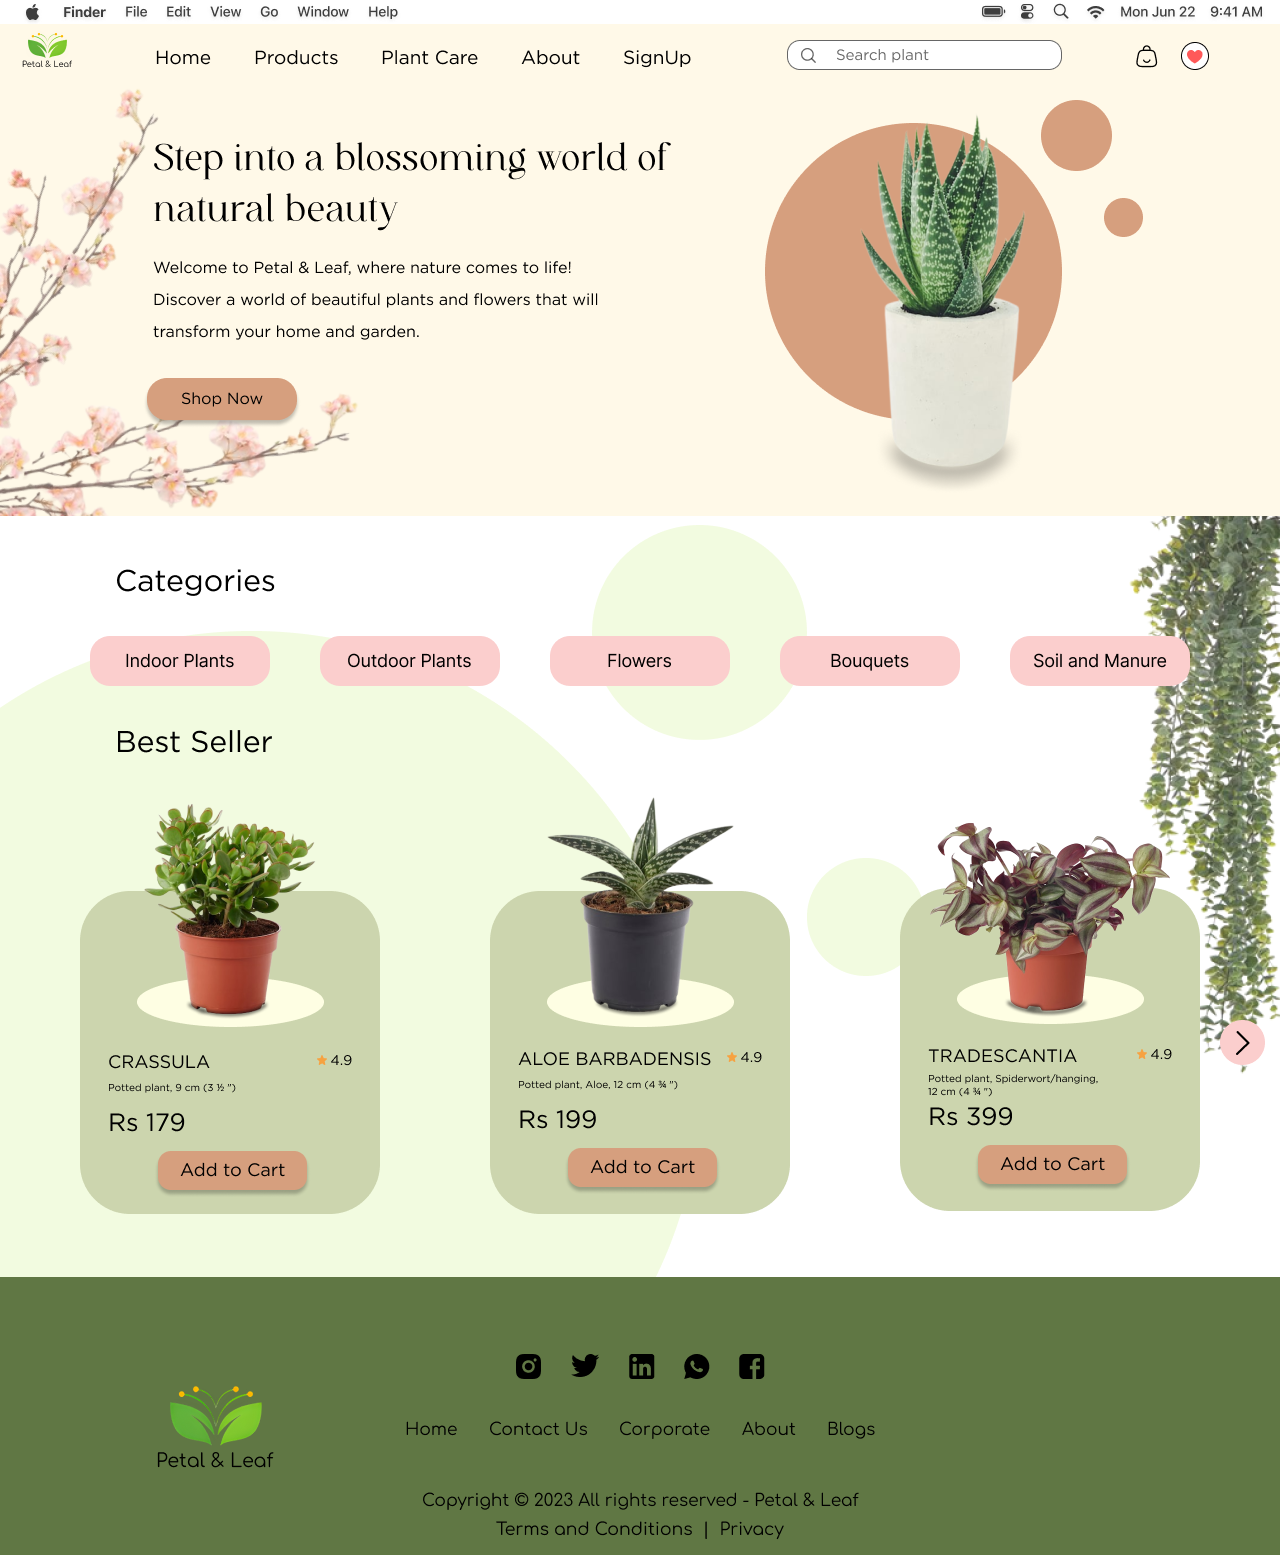 Finder File Edit View Go Window Help Mon Jun 22 9:41 AM
Petal & Leaf
Home Products Plant Care About SignUp Search plant
Step into a blossoming world of
natural beauty
Welcome to Petal & Leaf, where nature comes to life!
Discover a world of beautiful plants and flowers that will
transform your home and garden.
Shop Now
Categories
Indoor Plants Outdoor Plants Flowers Bouquets Soil and Manure
Best Seller
CRASSULA 4.9
Potted plant, 9 cm (3 ½ ")
Rs 179
Add to Cart
ALOE BARBADENSIS 4.9
Potted plant, Aloe, 12 cm (4 ¾ ")
Rs 199
Add to Cart
TRADESCANTIA 4.9
Potted plant, Spiderwort/hanging,
12 cm (4 ¾ ")
Rs 399
Add to Cart
Petal & Leaf
Home Contact Us Corporate About Blogs
Copyright © 2023 All rights reserved - Petal & Leaf
Terms and Conditions | Privacy